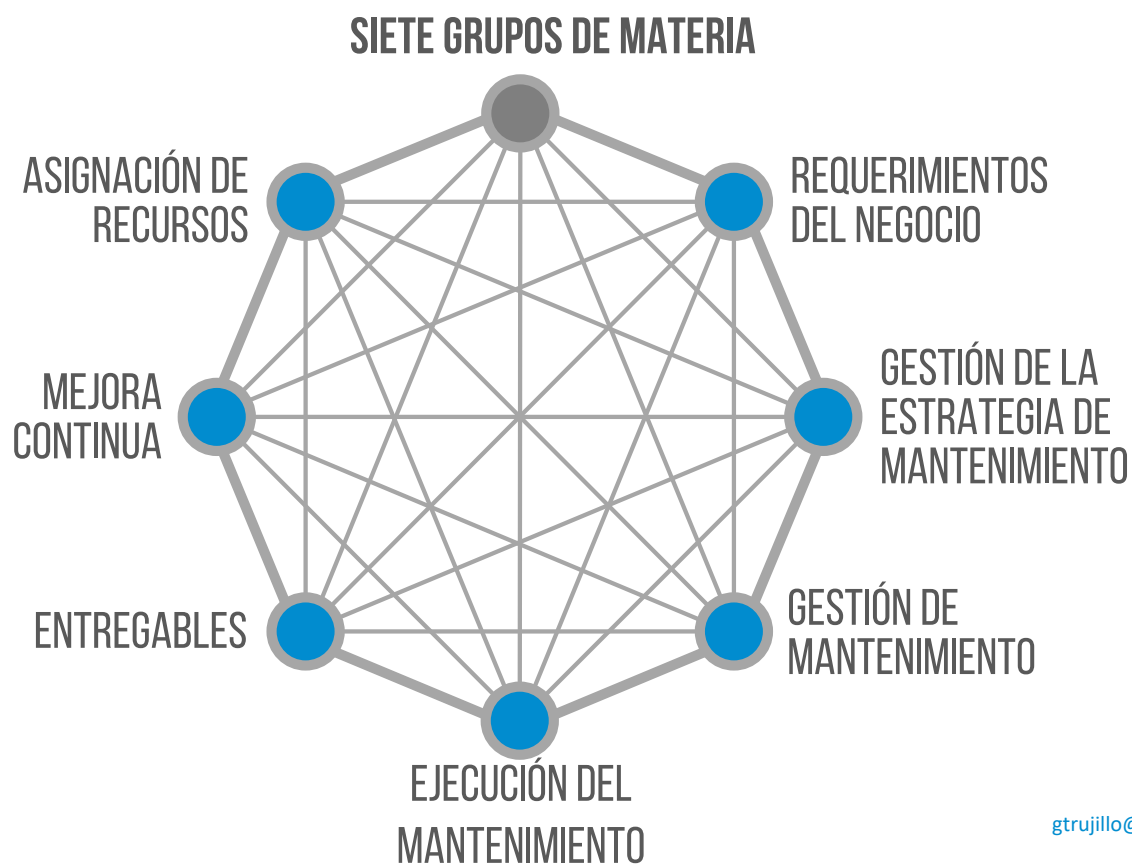 SIETE GRUPOS DE MATERIA
ASIGNACIÓN DE
RECURSOS
REQUERIMIENTOS
DEL NEGOCIO
MEJORA
CONTINUA
GESTIÓN DE LA
ESTRATEGIA DE
MANTENIMIENTO
ENTREGABLES
GESTIÓN DE
MANTENIMIENTO
EJECUCIÓN DEL
MANTENIMIENTO
gtrujillo@